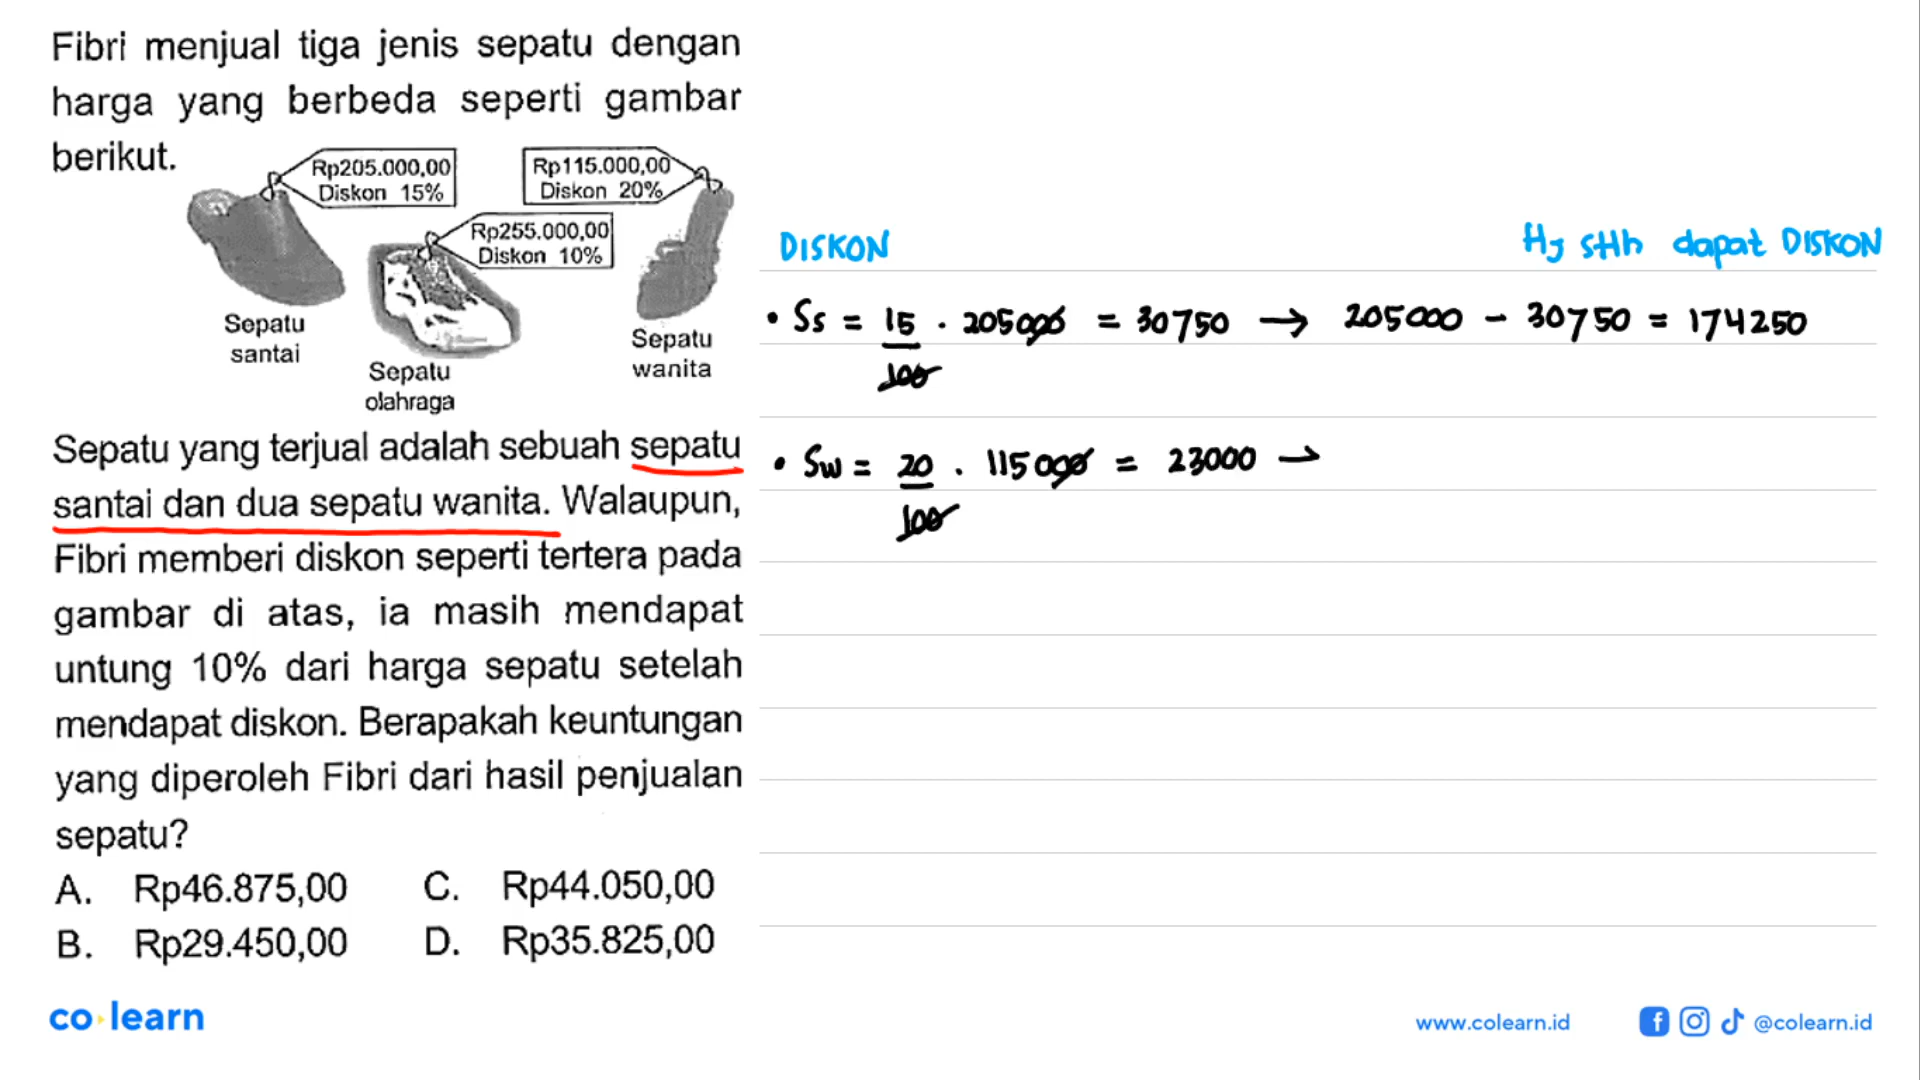 Fibri menjual tiga jenis sepatu dengan
harga yang berbeda seperti gambar
berikut.
Rp205.000,00
Diskon 15%
Rp115.000,00
Diskon 20%
Rp255.000,00
Diskon 10%
Sepatu
santai
Sepatu
olahraga
Sepatu
wanita
Sepatu yang terjual adalah sebuah sepatu
santai dan dua sepatu wanita. Walaupun,
Fibri memberi diskon seperti tertera pada
gambar di atas, ia masih mendapat
untung 10% dari harga sepatu setelah
mendapat diskon. Berapakah keuntungan
yang diperoleh Fibri dari hasil penjualan
sepatu?
A. Rp46.875,00 C. Rp44.050,00
B. Rp29.450,00 D. Rp35.825,00
DISKON
Hj stlh dapat DISKON
• Ss = 15/100 . 205000 = 30750 → 205000 - 30750 = 174250
• Sw = 20/100 . 115000 = 23000 →
co learn
www.colearn.id
@colearn.id